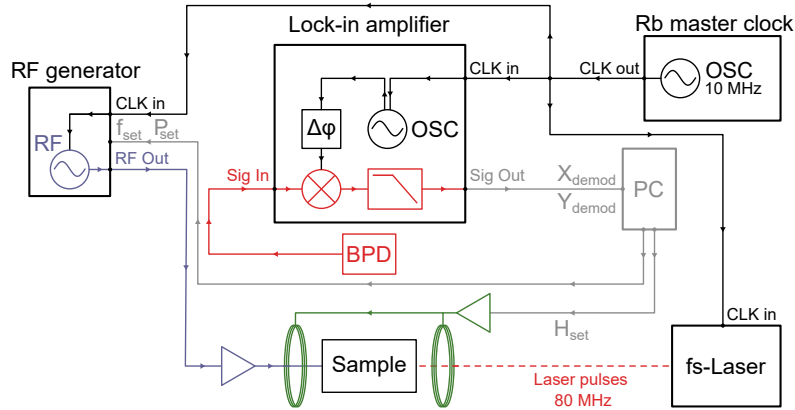 Lock-in amplifier
Rb master clock
RF generator
CLK in
CLK in
CLK out
OSC
10 MHz
f_set P_set
RF
RF Out
Δφ
OSC
Sig In
Sig Out
X_demod
Y_demod
PC
BPD
H_set
CLK in
Sample
fs-Laser
Laser pulses
80 MHz